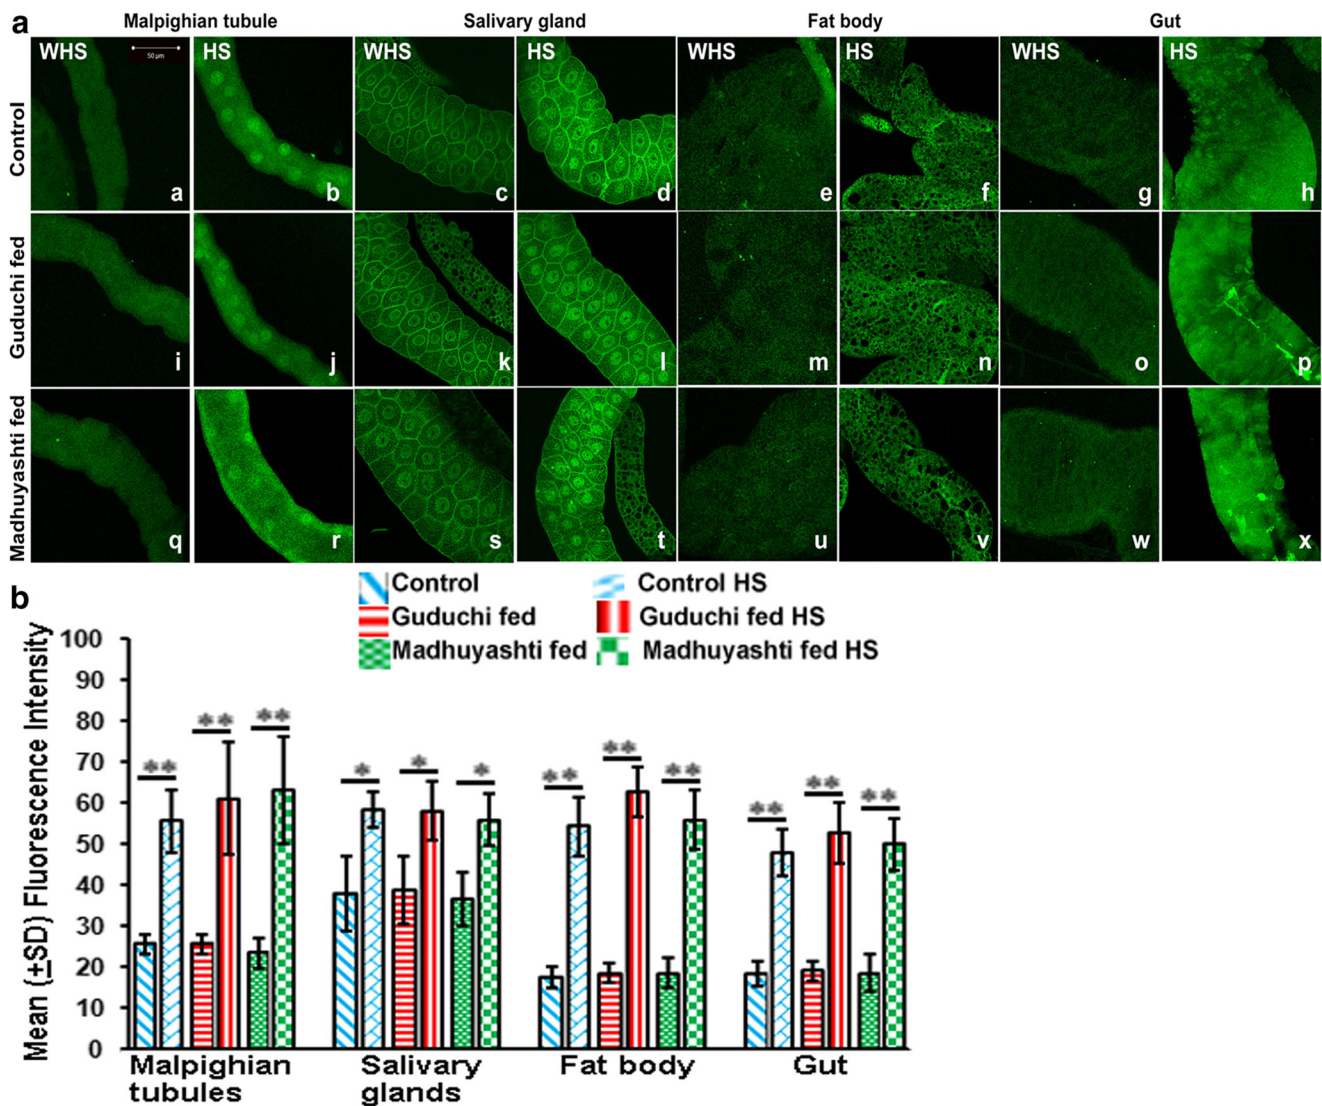 a Malpighian tubule Salivary gland Fat body Gut
WHS HS WHS HS WHS HS WHS HS
50 µm
Control
a b c d e f g h
Guduchi fed
i j k l m n o p
Madhuyashti fed
q r s t u v w x
b
Control Control HS
Guduchi fed Guduchi fed HS
Madhuyashti fed Madhuyashti fed HS
Mean (±SD) Fluorescence Intensity
100
90
80
70
60
50
40
30
20
10
0
** ** **
* * *
** ** **
** ** **
Malpighian tubules
Salivary glands
Fat body
Gut